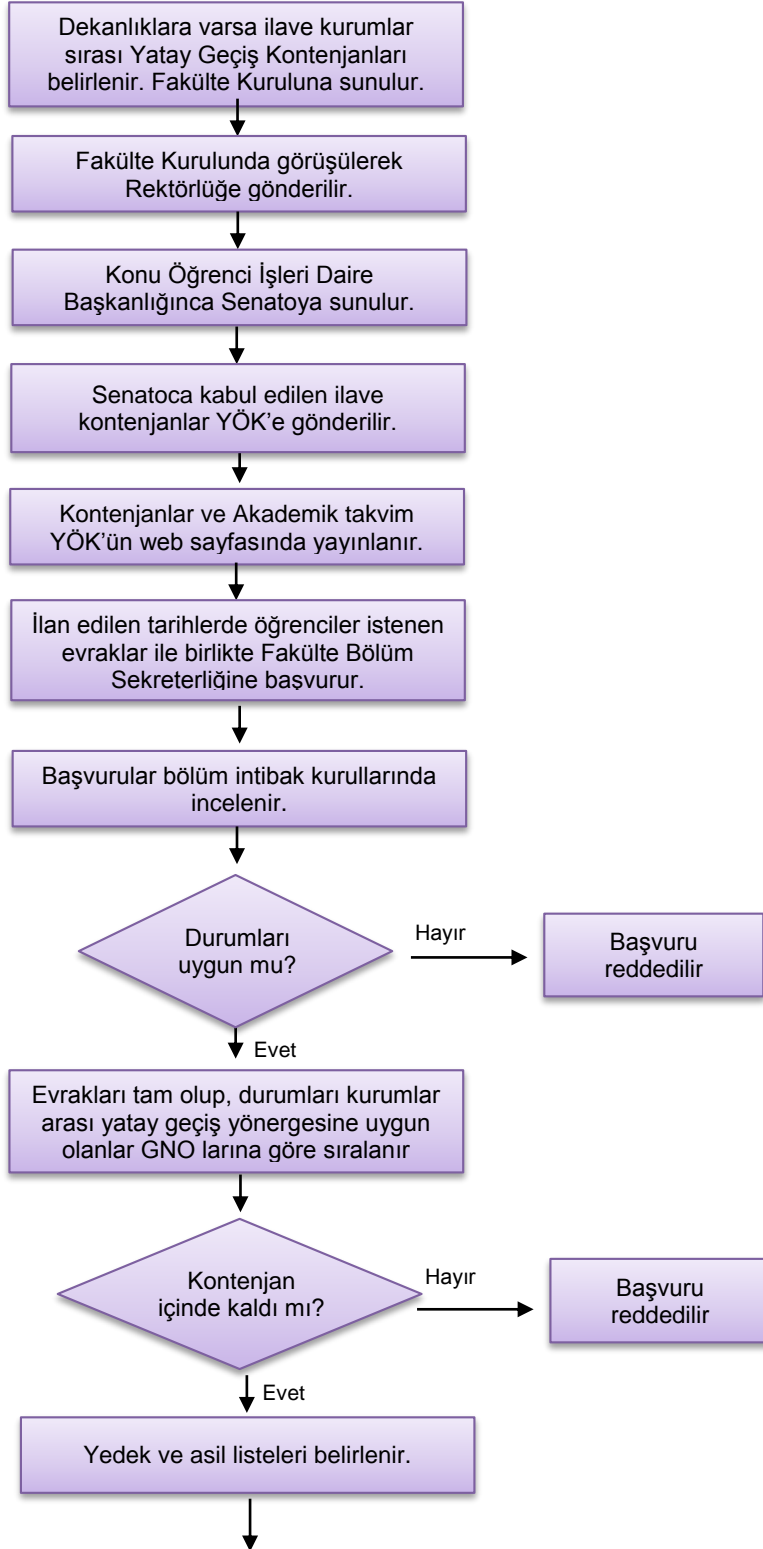 Dekanlıklara varsa ilave kurumlar
sırası Yatay Geçiş Kontenjanları
belirlenir. Fakülte Kuruluna sunulur.
Fakülte Kurulunda görüşülerek
Rektörlüğe gönderilir.
Konu Öğrenci İşleri Daire
Başkanlığınca Senatoya sunulur.
Senatoca kabul edilen ilave
kontenjanlar YÖK’e gönderilir.
Kontenjanlar ve Akademik takvim
YÖK’ün web sayfasında yayınlanır.
İlan edilen tarihlerde öğrenciler istenen
evraklar ile birlikte Fakülte Bölüm
Sekreterliğine başvurur.
Başvurular bölüm intibak kurullarında
incelenir.
Durumları
uygun mu?
Hayır
Başvuru
reddedilir
Evet
Evrakları tam olup, durumları kurumlar
arası yatay geçiş yönergesine uygun
olanlar GNO larına göre sıralanır
Kontenjan
içinde kaldı mı?
Hayır
Başvuru
reddedilir
Evet
Yedek ve asil listeleri belirlenir.